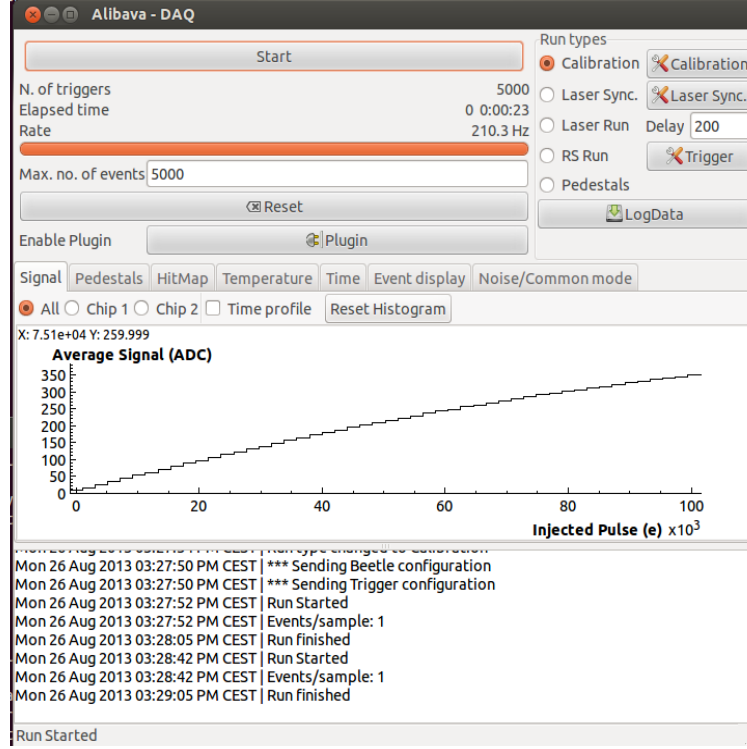 Alibava - DAQ
Start
N. of triggers 5000
Elapsed time 0 0:00:23
Rate 210.3 Hz
Max. no. of events 5000
Reset
Enable Plugin Plugin
Run types
Calibration Calibration
Laser Sync. Laser Sync.
Laser Run Delay 200
RS Run Trigger
Pedestals
LogData
Signal Pedestals HitMap Temperature Time Event display Noise/Common mode
All Chip 1 Chip 2 Time profile Reset Histogram
X: 7.51e+04 Y: 259.999
Average Signal (ADC)
350
300
250
200
150
100
50
0
0 20 40 60 80 100
Injected Pulse (e) x10³
Mon 26 Aug 2013 03:27:50 PM CEST | *** Sending Beetle configuration
Mon 26 Aug 2013 03:27:50 PM CEST | *** Sending Trigger configuration
Mon 26 Aug 2013 03:27:52 PM CEST | Run Started
Mon 26 Aug 2013 03:27:52 PM CEST | Events/sample: 1
Mon 26 Aug 2013 03:28:05 PM CEST | Run finished
Mon 26 Aug 2013 03:28:42 PM CEST | Run Started
Mon 26 Aug 2013 03:28:42 PM CEST | Events/sample: 1
Mon 26 Aug 2013 03:29:05 PM CEST | Run finished
Run Started